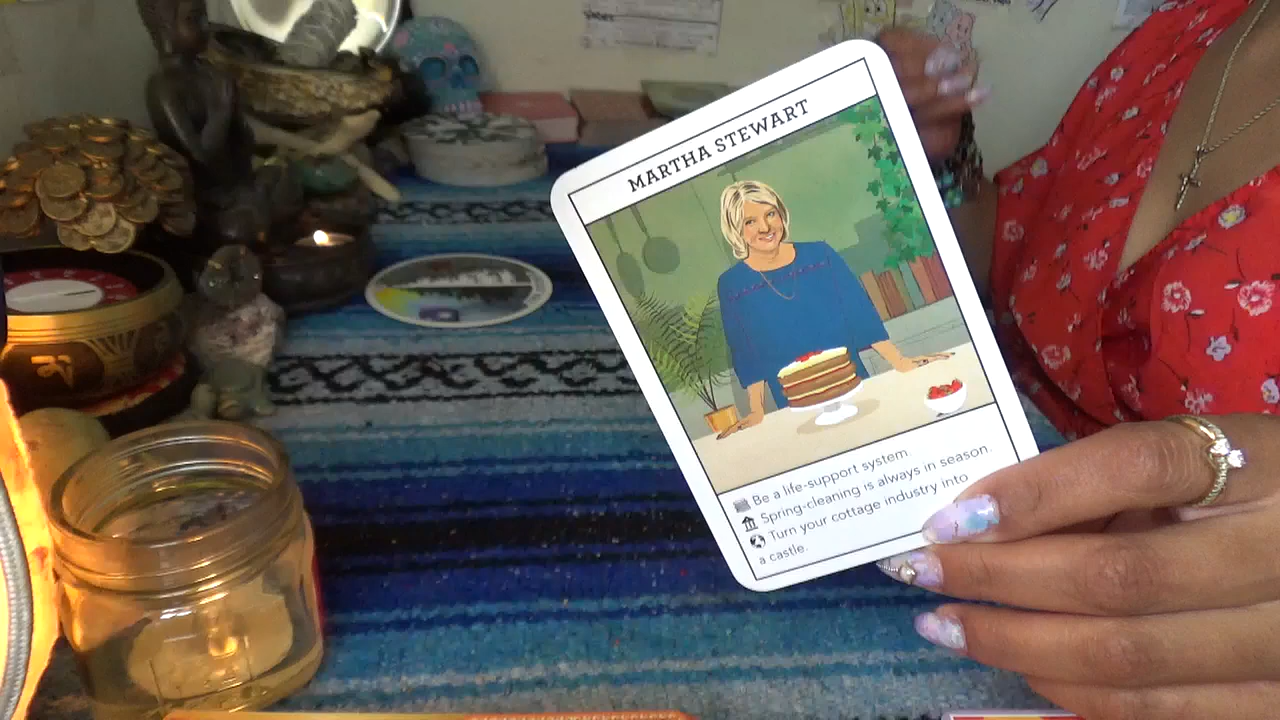 MARTHA STEWART
Be a life-support system.
Spring-cleaning is always in season.
Turn your cottage industry into
a castle.